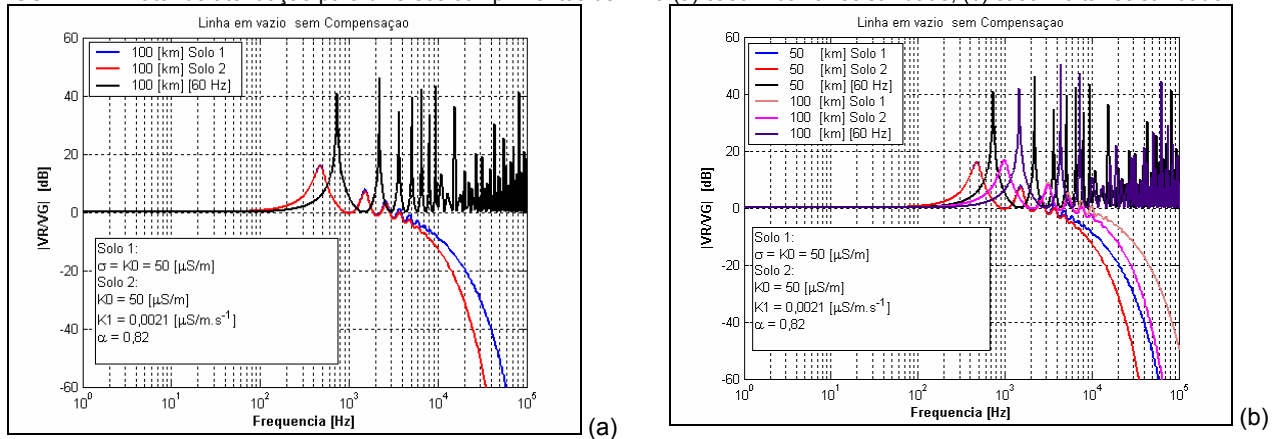 Linha em vazio sem Compensaçao
100 [km] Solo 1
100 [km] Solo 2
100 [km] [60 Hz]
|VR/VG| [dB]
60
40
20
0
-20
-40
-60
Solo 1:
σ = K0 = 50 [μS/m]
Solo 2:
K0 = 50 [μS/m]
K1 = 0,0021 [μS/m.s⁻¹]
α = 0,82
10⁰ 10¹ 10² 10³ 10⁴ 10⁵
Frequencia [Hz]
(a)
Linha em vazio sem Compensaçao
50 [km] Solo 1
50 [km] Solo 2
50 [km] [60 Hz]
100 [km] Solo 1
100 [km] Solo 2
100 [km] [60 Hz]
|VR/VG| [dB]
60
40
20
0
-20
-40
-60
Solo 1:
σ = K0 = 50 [μS/m]
Solo 2:
K0 = 50 [μS/m]
K1 = 0,0021 [μS/m.s⁻¹]
α = 0,82
10⁰ 10¹ 10² 10³ 10⁴ 10⁵
Frequencia [Hz]
(b)